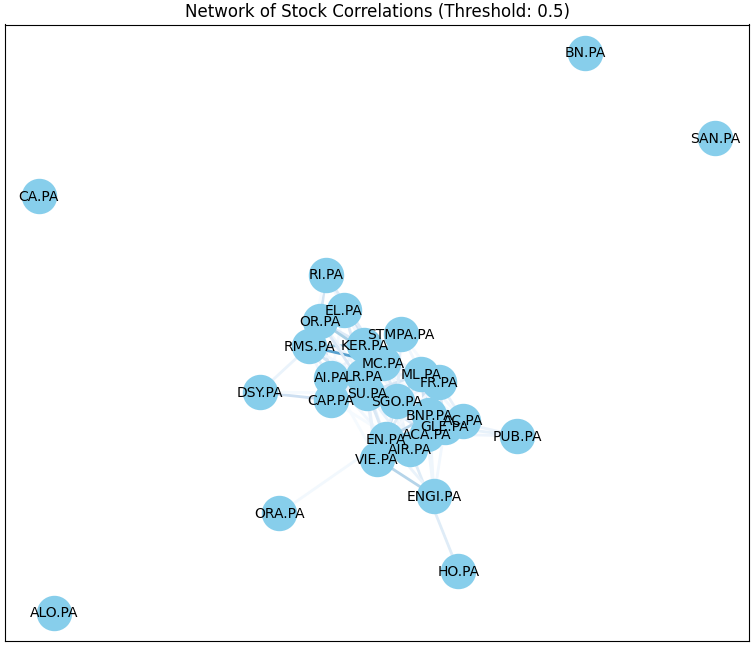 Network of Stock Correlations (Threshold: 0.5)
BN.PA
SAN.PA
CA.PA
RI.PA
EL.PA
OR.PA
STMPA.PA
RMS.PA
KER.PA
MC.PA
ML.PA
AI.PA
LR.PA
FR.PA
DSY.PA
SU.PA
CAP.PA
SGO.PA
BNP.PA
AC.PA
GLE.PA
ACA.PA
PUB.PA
EN.PA
AIR.PA
VIE.PA
ENGI.PA
ORA.PA
HO.PA
ALO.PA